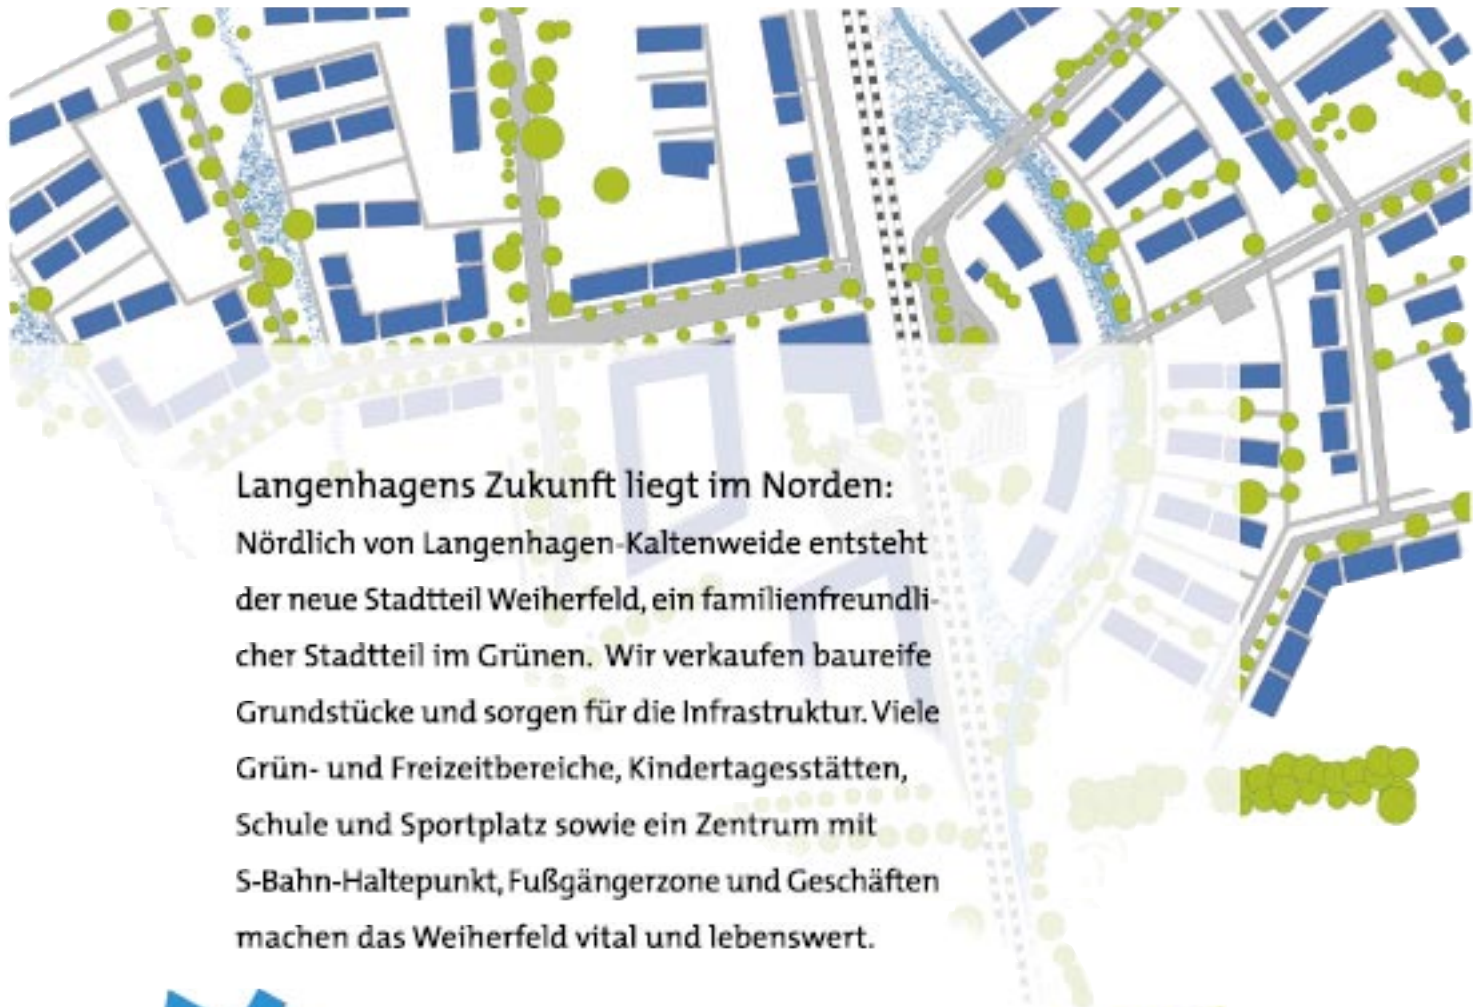 Langenhagens Zukunft liegt im Norden:
Nördlich von Langenhagen-Kaltenweide entsteht
der neue Stadtteil Weiherfeld, ein familienfreundli-
cher Stadtteil im Grünen. Wir verkaufen baureife
Grundstücke und sorgen für die Infrastruktur. Viele
Grün- und Freizeitbereiche, Kindertagesstätten,
Schule und Sportplatz sowie ein Zentrum mit
S-Bahn-Haltepunkt, Fußgängerzone und Geschäften
machen das Weiherfeld vital und lebenswert.